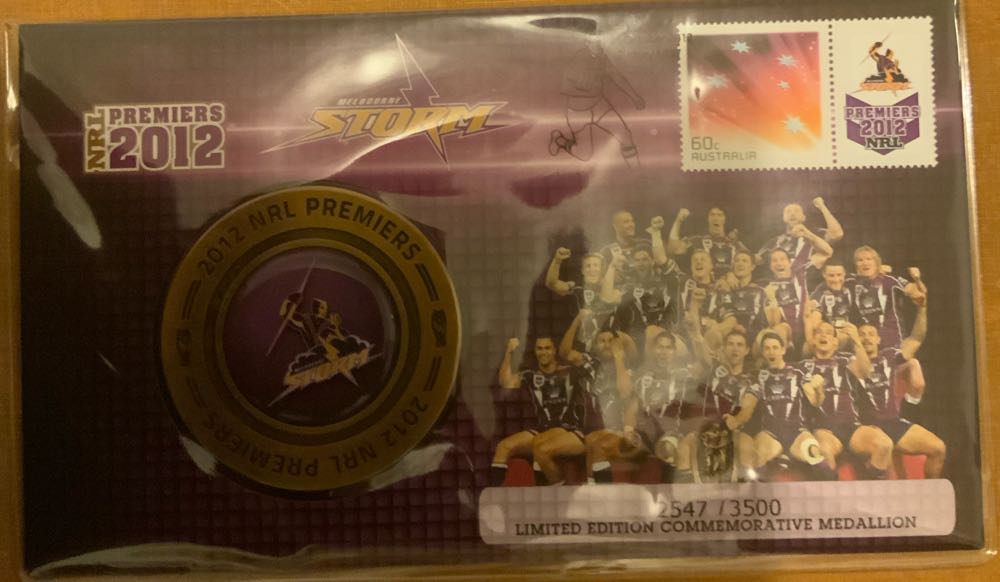 NRL PREMIERS
2012
MELBOURNE
STORM
60c
AUSTRALIA
STORM
PREMIERS
2012
NRL
2012 NRL PREMIERS
2012 NRL PREMIERS
STORM
2547 / 3500
LIMITED EDITION COMMEMORATIVE MEDALLION